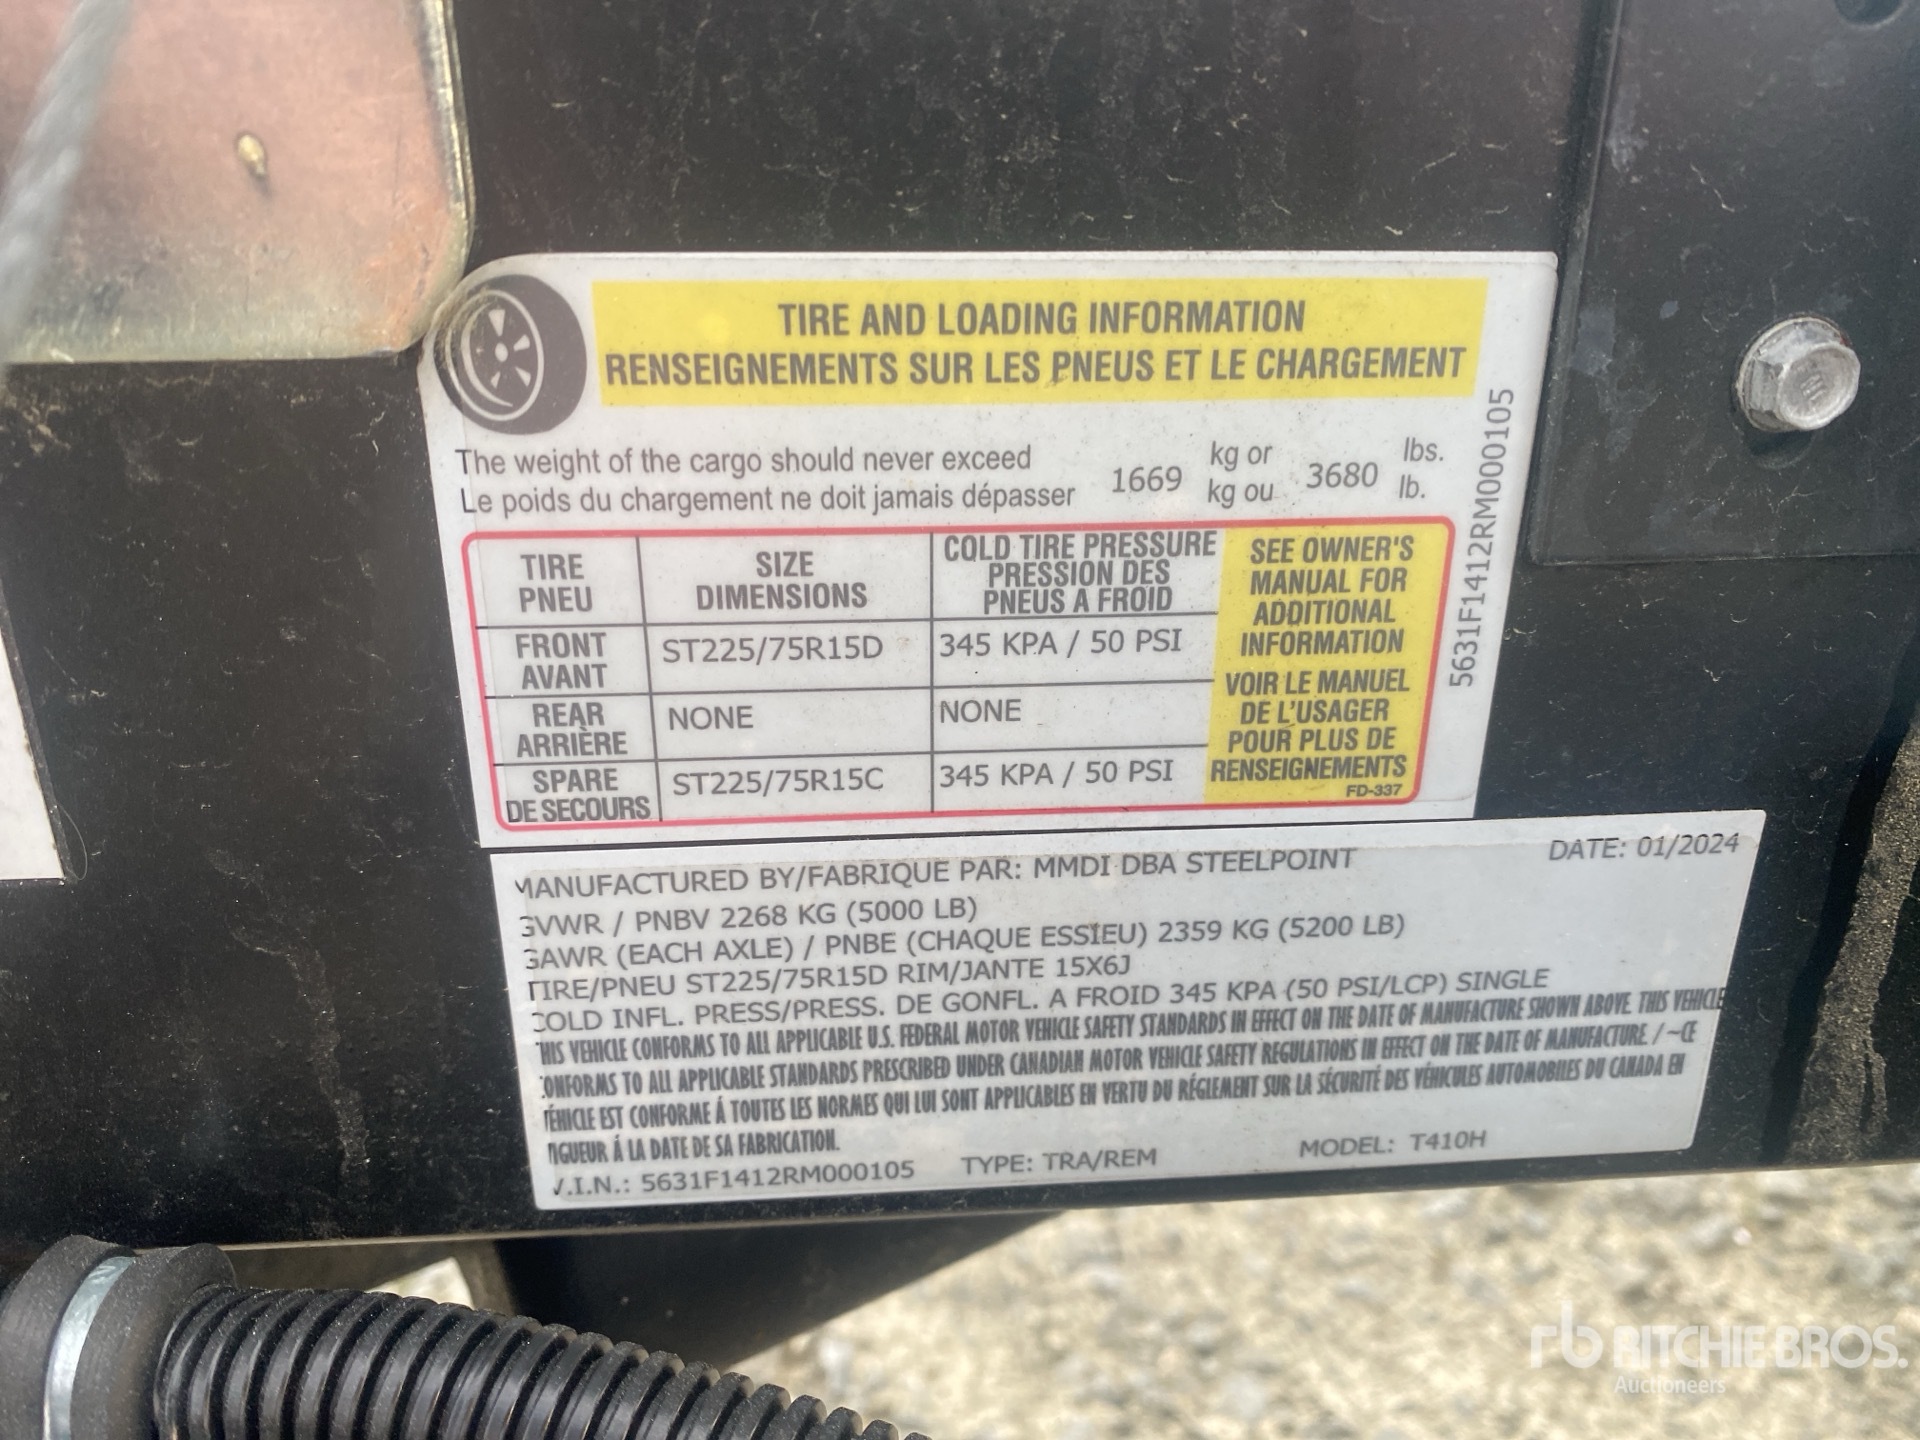 TIRE AND LOADING INFORMATION
RENSEIGNEMENTS SUR LES PNEUS ET LE CHARGEMENT
The weight of the cargo should never exceed 1669 kg or 3680 lbs.
Le poids du chargement ne doit jamais dépasser kg ou lb.
TIRE PNEU SIZE DIMENSIONS COLD TIRE PRESSURE PRESSION DES PNEUS A FROID
FRONT AVANT ST225/75R15D 345 KPA / 50 PSI
REAR ARRIÈRE NONE NONE
SPARE DE SECOURS ST225/75R15C 345 KPA / 50 PSI
SEE OWNER'S
MANUAL FOR
ADDITIONAL
INFORMATION
VOIR LE MANUEL
DE L'USAGER
POUR PLUS DE
RENSEIGNEMENTS
FD-337
5631F1412RM000105
MANUFACTURED BY/FABRIQUE PAR: MMDI DBA STEELPOINT DATE: 01/2024
GVWR / PNBV 2268 KG (5000 LB)
GAWR (EACH AXLE) / PNBE (CHAQUE ESSIEU) 2359 KG (5200 LB)
TIRE/PNEU ST225/75R15D RIM/JANTE 15X6J
COLD INFL. PRESS/PRESS. DE GONFL. A FROID 345 KPA (50 PSI/LCP) SINGLE
THIS VEHICLE CONFORMS TO ALL APPLICABLE U.S. FEDERAL MOTOR VEHICLE SAFETY STANDARDS IN EFFECT ON THE DATE OF MANUFACTURE SHOWN ABOVE. THIS VEHICLE
CONFORMS TO ALL APPLICABLE STANDARDS PRESCRIBED UNDER CANADIAN MOTOR VEHICLE SAFETY REGULATIONS IN EFFECT ON THE DATE OF MANUFACTURE. / ~CE
VÉHICLE EST CONFORME Á TOUTES LES NORMES QUI LUI SONT APPLICABLES EN VERTU DU RÉGLEMENT SUR LA SÉCURITÉ DES VÉHICULES AUTOMOBILES DU CANADA EN
VIGUEUR Á LA DATE DE SA FABRICATION.
V.I.N.: 5631F1412RM000105 TYPE: TRA/REM MODEL: T410H
rb RITCHIE BROS.
Auctioneers